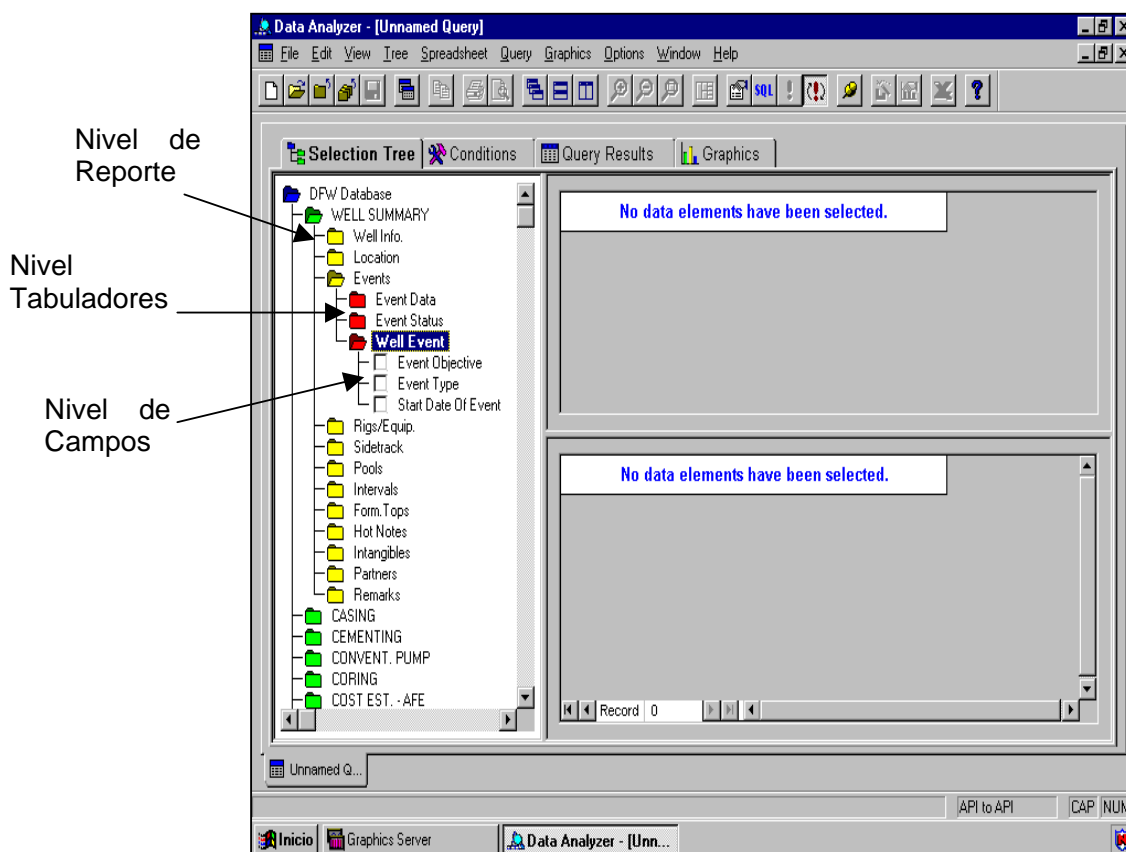 Data Analyzer - [Unnamed Query]
File Edit View Tree Spreadsheet Query Graphics Options Window Help
SQL
Nivel de
Reporte
Nivel
Tabuladores
Nivel de
Campos
Selection Tree Conditions Query Results Graphics
DFW Database
WELL SUMMARY
Well Info.
Location
Events
Event Data
Event Status
Well Event
Event Objective
Event Type
Start Date Of Event
Rigs/Equip.
Sidetrack
Pools
Intervals
Form.Tops
Hot Notes
Intangibles
Partners
Remarks
CASING
CEMENTING
CONVENT. PUMP
CORING
COST EST. - AFE
No data elements have been selected.
No data elements have been selected.
Record 0
Unnamed Q...
API to API CAP NUM
Inicio Graphics Server Data Analyzer - [Unn...